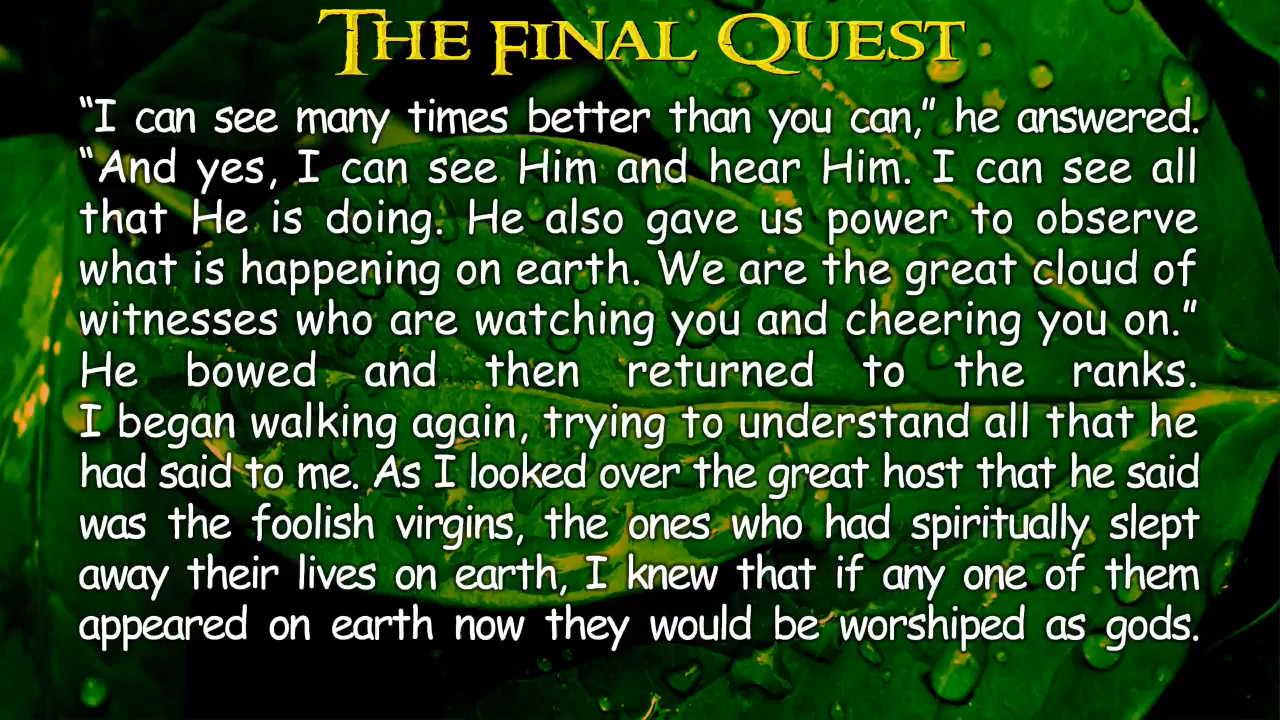 THE FINAL QUEST
“I can see many times better than you can,” he answered.
“And yes, I can see Him and hear Him. I can see all
that He is doing. He also gave us power to observe
what is happening on earth. We are the great cloud of
witnesses who are watching you and cheering you on.”
He bowed and then returned to the ranks.
I began walking again, trying to understand all that he
had said to me. As I looked over the great host that he said
was the foolish virgins, the ones who had spiritually slept
away their lives on earth, I knew that if any one of them
appeared on earth now they would be worshiped as gods.